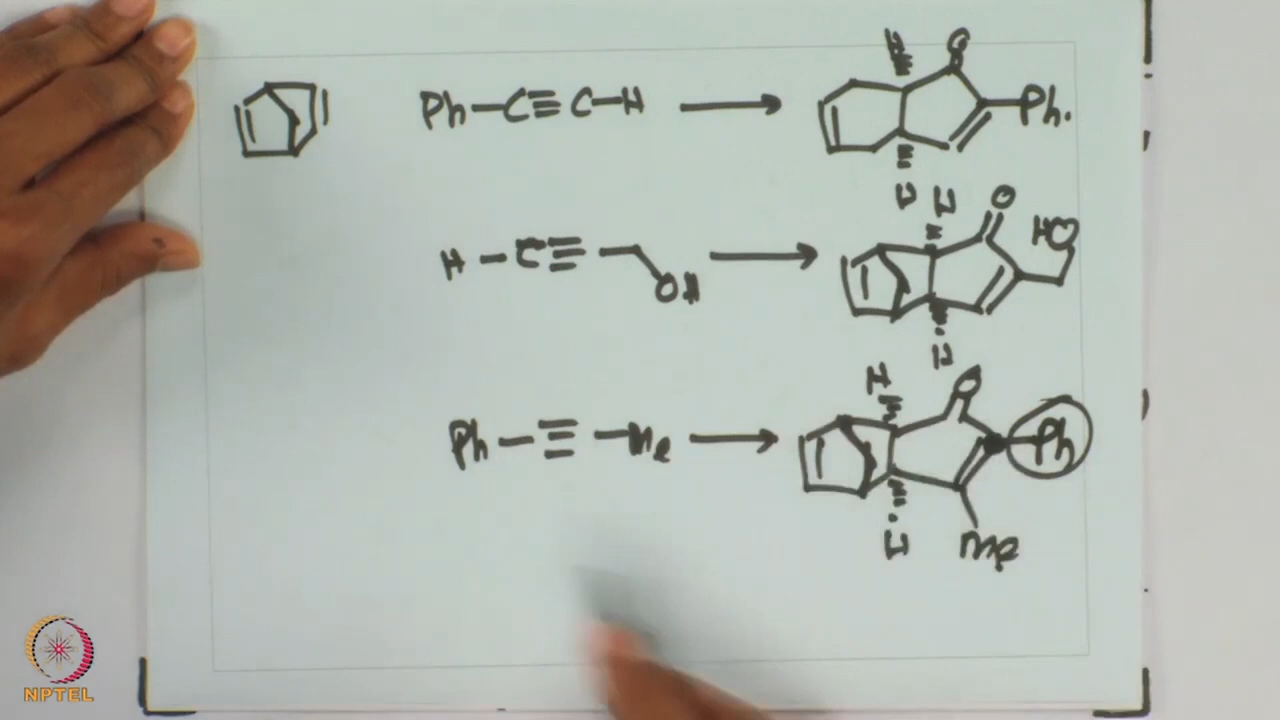 H O
Ph-C≡C-H → Ph.
H
H O
H-C≡ OH → HO
H
H O
Ph-≡-Me → Ph
H Me
NPTEL